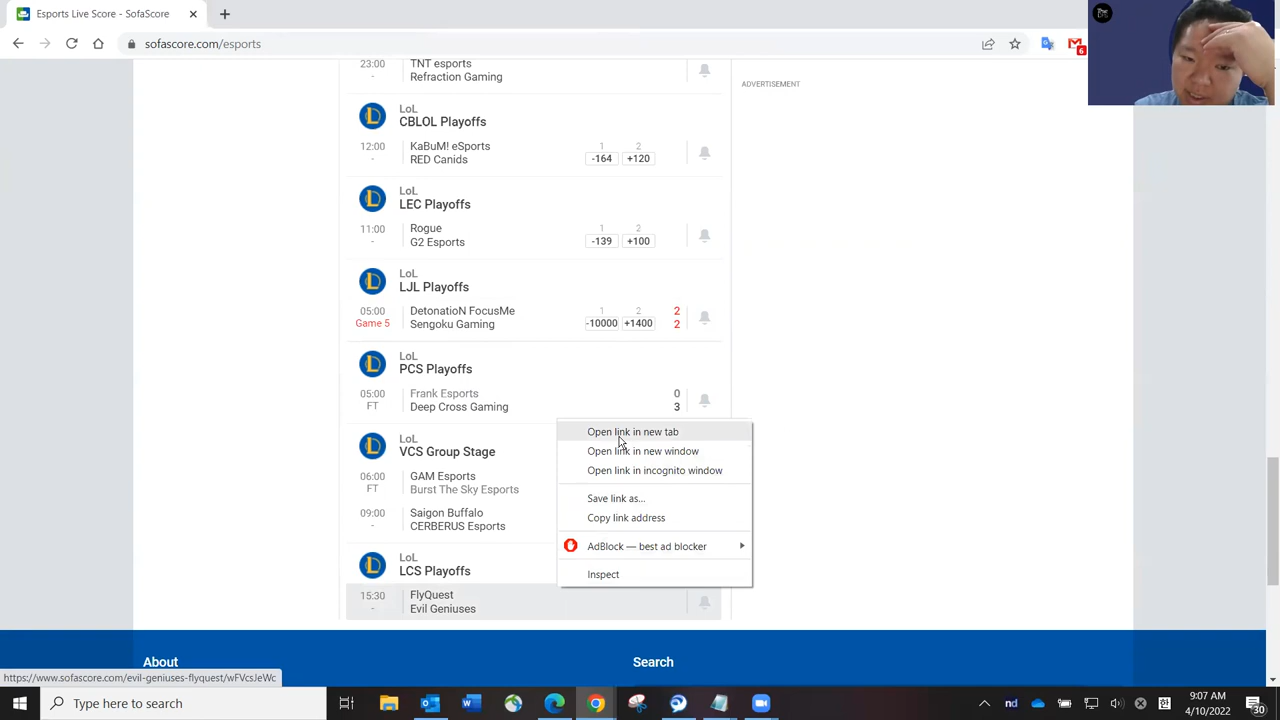 Esports Live Score - SofaScore
sofascore.com/esports
6
23:00
TNT esports
-
Refraction Gaming
ADVERTISEMENT
LoL
CBLOL Playoffs
12:00
KaBuM! eSports
1 2
-
RED Canids
-164 +120
LoL
LEC Playoffs
11:00
Rogue
1 2
-
G2 Esports
-139 +100
LoL
LJL Playoffs
05:00
DetonatioN FocusMe
1 2
2
Game 5
Sengoku Gaming
-10000 +1400
2
LoL
PCS Playoffs
05:00
Frank Esports
0
FT
Deep Cross Gaming
3
LoL
VCS Group Stage
06:00
GAM Esports
FT
Burst The Sky Esports
09:00
Saigon Buffalo
-
CERBERUS Esports
LoL
LCS Playoffs
15:30
FlyQuest
-
Evil Geniuses
Open link in new tab
Open link in new window
Open link in incognito window
Save link as...
Copy link address
AdBlock — best ad blocker
Inspect
About
Search
https://www.sofascore.com/evil-geniuses-flyquest/wFVcsJeWc
Type here to search
nd
9:07 AM
4/10/2022
30